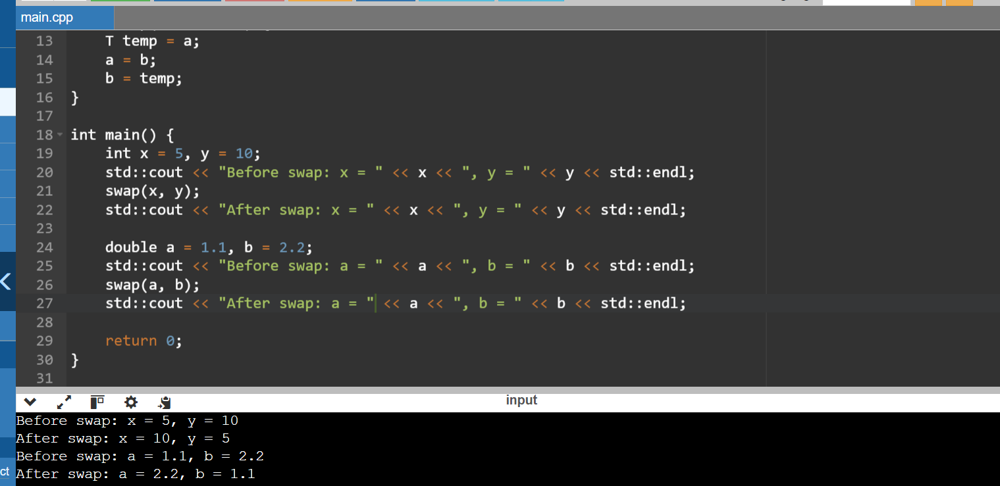 main.cpp
13 T temp = a;
14 a = b;
15 b = temp;
16 }
17
18 int main() {
19 int x = 5, y = 10;
20 std::cout << "Before swap: x = " << x << ", y = " << y << std::endl;
21 swap(x, y);
22 std::cout << "After swap: x = " << x << ", y = " << y << std::endl;
23
24 double a = 1.1, b = 2.2;
25 std::cout << "Before swap: a = " << a << ", b = " << b << std::endl;
26 swap(a, b);
27 std::cout << "After swap: a = " << a << ", b = " << b << std::endl;
28
29 return 0;
30 }
31
input
Before swap: x = 5, y = 10
After swap: x = 10, y = 5
Before swap: a = 1.1, b = 2.2
ct
After swap: a = 2.2, b = 1.1